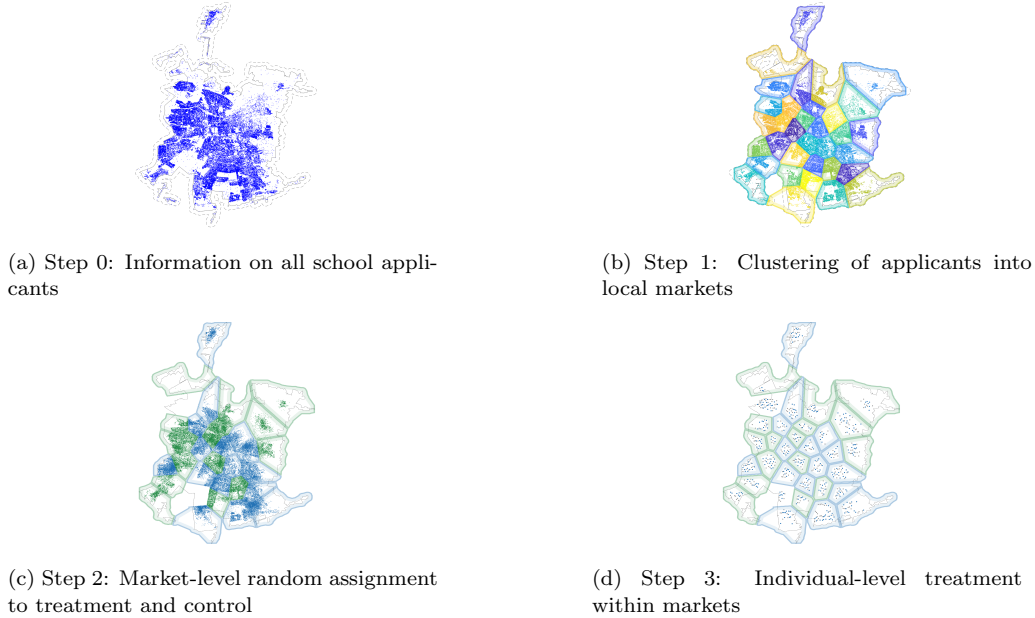 (a) Step 0: Information on all school appli-
cants
(b) Step 1: Clustering of applicants into
local markets
(c) Step 2: Market-level random assignment
to treatment and control
(d) Step 3: Individual-level treatment
within markets